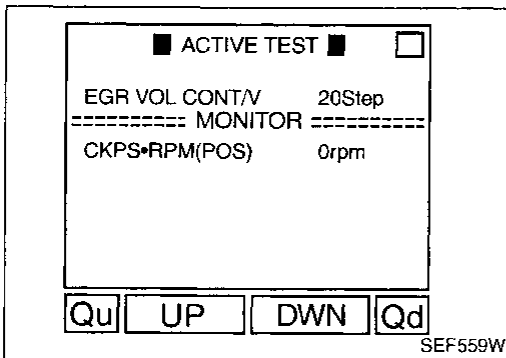 ■ ACTIVE TEST ■ □
EGR VOL CONT/V 20Step
========== MONITOR ==========
CKPS•RPM(POS) 0rpm
Qu UP DWN Qd
SEF559W